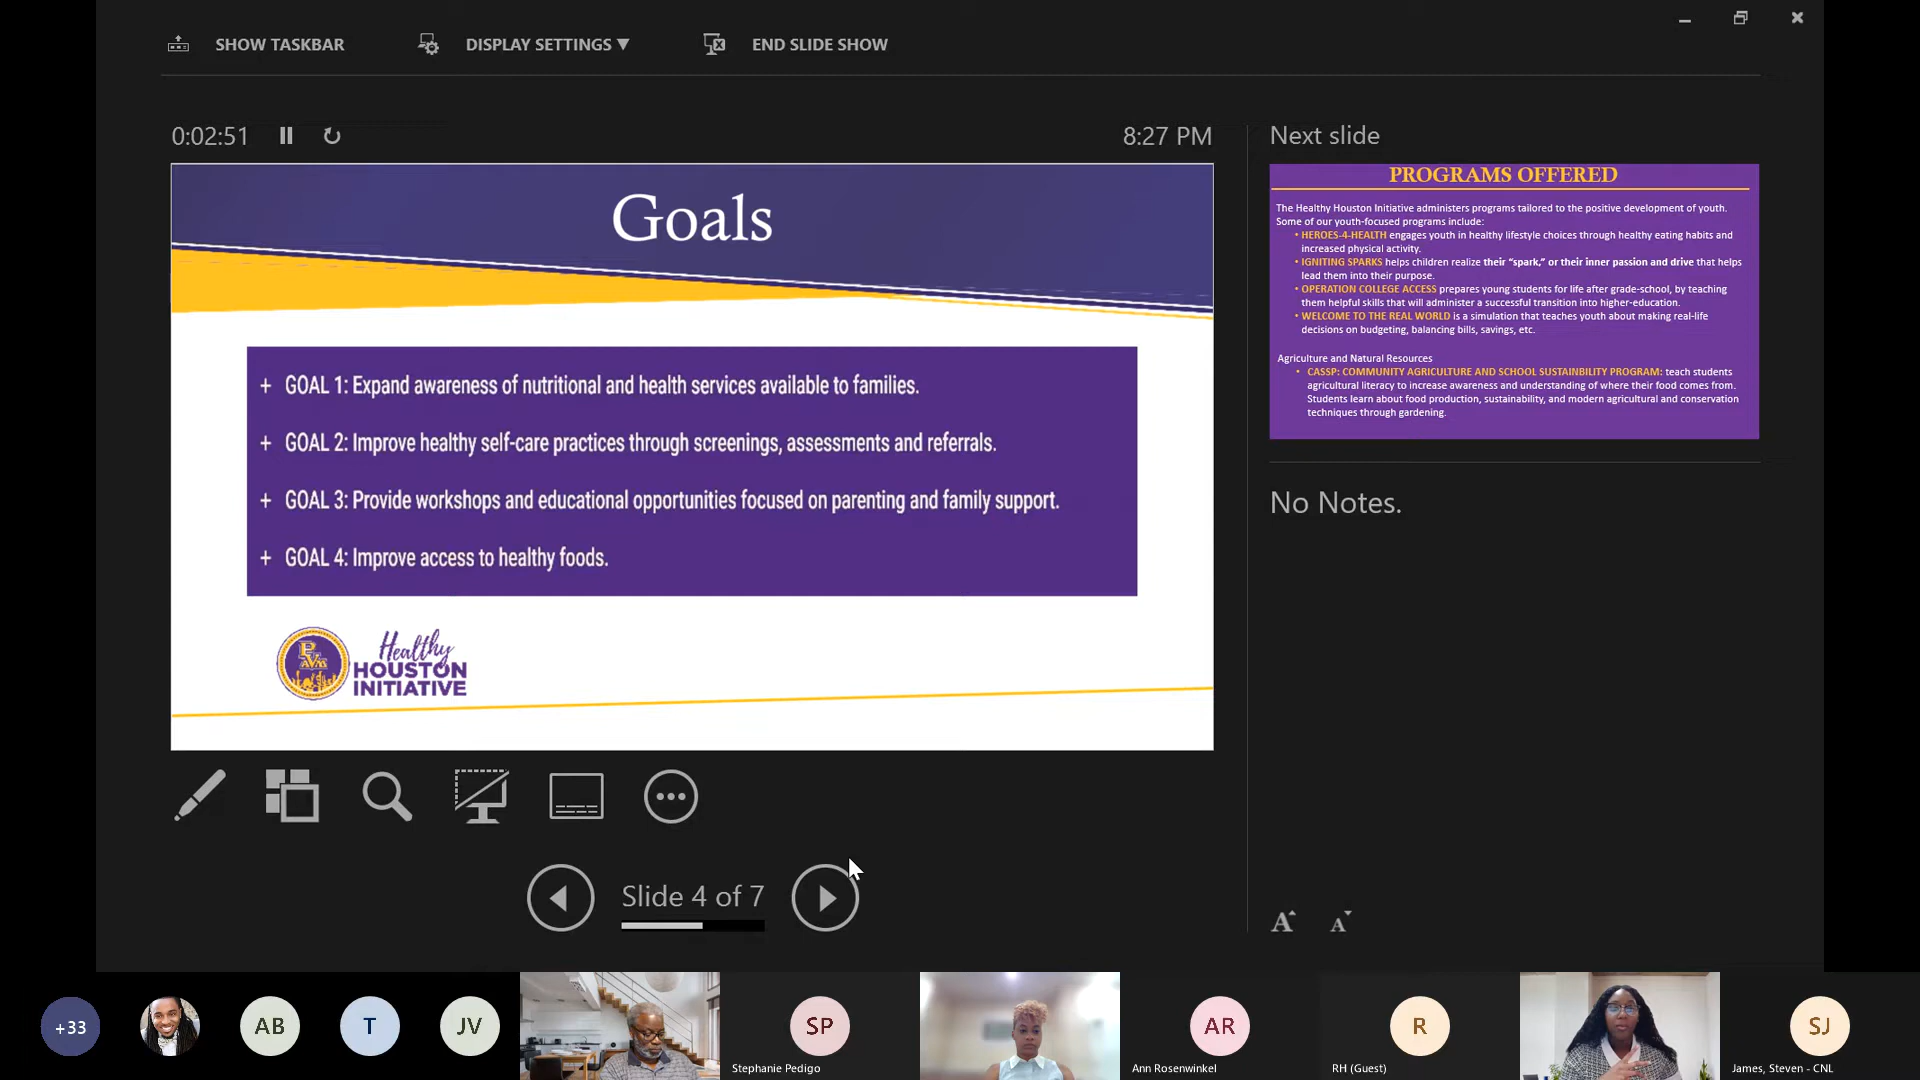 SHOW TASKBAR
DISPLAY SETTINGS ▼
END SLIDE SHOW
0:02:51
8:27 PM
Goals
+ GOAL 1: Expand awareness of nutritional and health services available to families.
+ GOAL 2: Improve healthy self-care practices through screenings, assessments and referrals.
+ GOAL 3: Provide workshops and educational opportunities focused on parenting and family support.
+ GOAL 4: Improve access to healthy foods.
PVAMU
Healthy
HOUSTON
INITIATIVE
Slide 4 of 7
Next slide
PROGRAMS OFFERED
The Healthy Houston Initiative administers programs tailored to the positive development of youth.
Some of our youth-focused programs include:
• HEROES-4-HEALTH engages youth in healthy lifestyle choices through healthy eating habits and
increased physical activity.
• IGNITING SPARKS helps children realize their “spark,” or their inner passion and drive that helps
lead them into their purpose.
• OPERATION COLLEGE ACCESS prepares young students for life after grade-school, by teaching
them helpful skills that will administer a successful transition into higher-education.
• WELCOME TO THE REAL WORLD is a simulation that teaches youth about making real-life
decisions on budgeting, balancing bills, savings, etc.
Agriculture and Natural Resources
• CASSP: COMMUNITY AGRICULTURE AND SCHOOL SUSTAINBILITY PROGRAM: teach students
agricultural literacy to increase awareness and understanding of where their food comes from.
Students learn about food production, sustainability, and modern agricultural and conservation
techniques through gardening.
No Notes.
A A
+33
AB
T
JV
SP
Stephanie Pedigo
AR
Ann Rosenwinkel
R
RH (Guest)
SJ
James, Steven - CNL